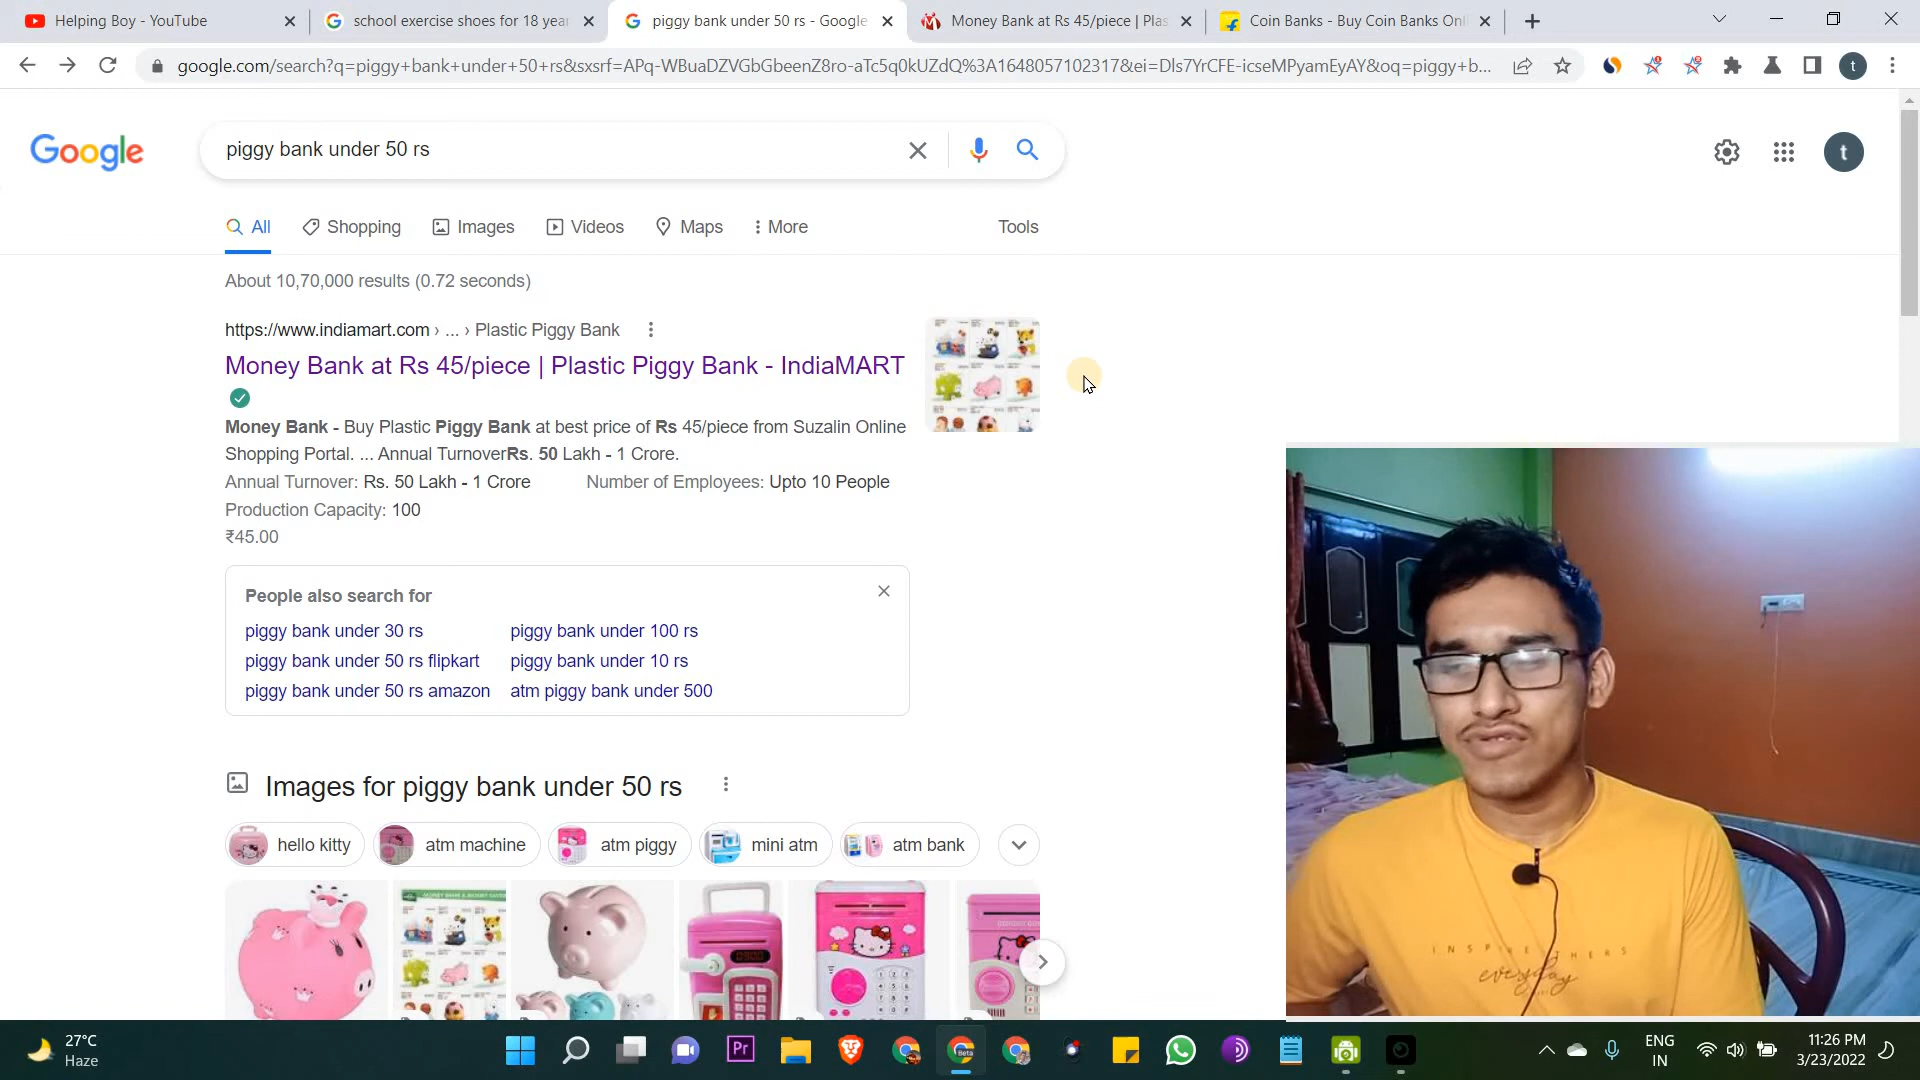 Helping Boy - YouTube
school exercise shoes for 18 yea
piggy bank under 50 rs - Google
Money Bank at Rs 45/piece | Plas
Coin Banks - Buy Coin Banks Onl
google.com/search?q=piggy+bank+under+50+rs&sxsrf=APq-WBuaDZVGbGbeenZ8ro-aTc5q0kUZdQ%3A1648057102317&ei=Dls7YrCFE-icseMPyamEyAY&oq=piggy+b...
t
Google
piggy bank under 50 rs
t
All
Shopping
Images
Videos
Maps
More
Tools
About 10,70,000 results (0.72 seconds)
https://www.indiamart.com › ... › Plastic Piggy Bank
Money Bank at Rs 45/piece | Plastic Piggy Bank - IndiaMART
Money Bank - Buy Plastic Piggy Bank at best price of Rs 45/piece from Suzalin Online
Shopping Portal. ... Annual TurnoverRs. 50 Lakh - 1 Crore.
Annual Turnover: Rs. 50 Lakh - 1 Crore Number of Employees: Upto 10 People
Production Capacity: 100
₹45.00
People also search for
piggy bank under 30 rs
piggy bank under 100 rs
piggy bank under 50 rs flipkart
piggy bank under 10 rs
piggy bank under 50 rs amazon
atm piggy bank under 500
Images for piggy bank under 50 rs
hello kitty
atm machine
atm piggy
mini atm
atm bank
everyday
27°C
Haze
Pr
Beta
ENG
IN
11:26 PM
3/23/2022